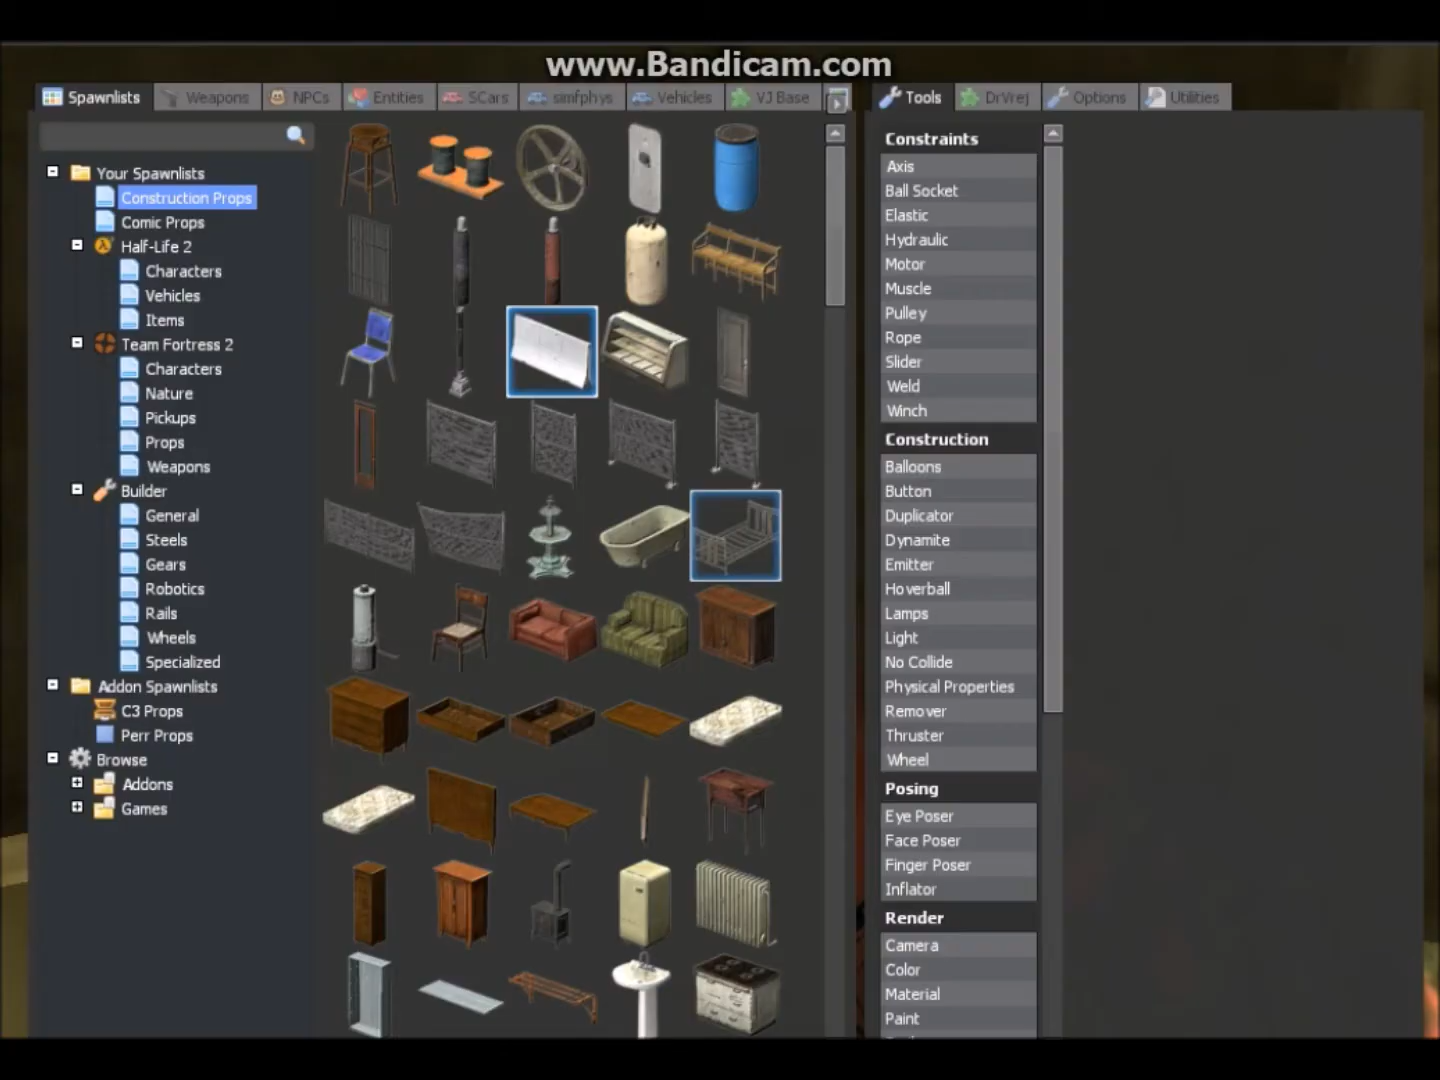 www.Bandicam.com
Spawnlists
Weapons
NPCs
Entities
SCars
simfphys
Vehicles
VJ Base
Tools
DrVrej
Options
Utilities
Your Spawnlists
Construction Props
Comic Props
Half-Life 2
Characters
Vehicles
Items
Team Fortress 2
Characters
Nature
Pickups
Props
Weapons
Builder
General
Steels
Gears
Robotics
Rails
Wheels
Specialized
Addon Spawnlists
C3 Props
Perr Props
Browse
Addons
Games
Constraints
Axis
Ball Socket
Elastic
Hydraulic
Motor
Muscle
Pulley
Rope
Slider
Weld
Winch
Construction
Balloons
Button
Duplicator
Dynamite
Emitter
Hoverball
Lamps
Light
No Collide
Physical Properties
Remover
Thruster
Wheel
Posing
Eye Poser
Face Poser
Finger Poser
Inflator
Render
Camera
Color
Material
Paint